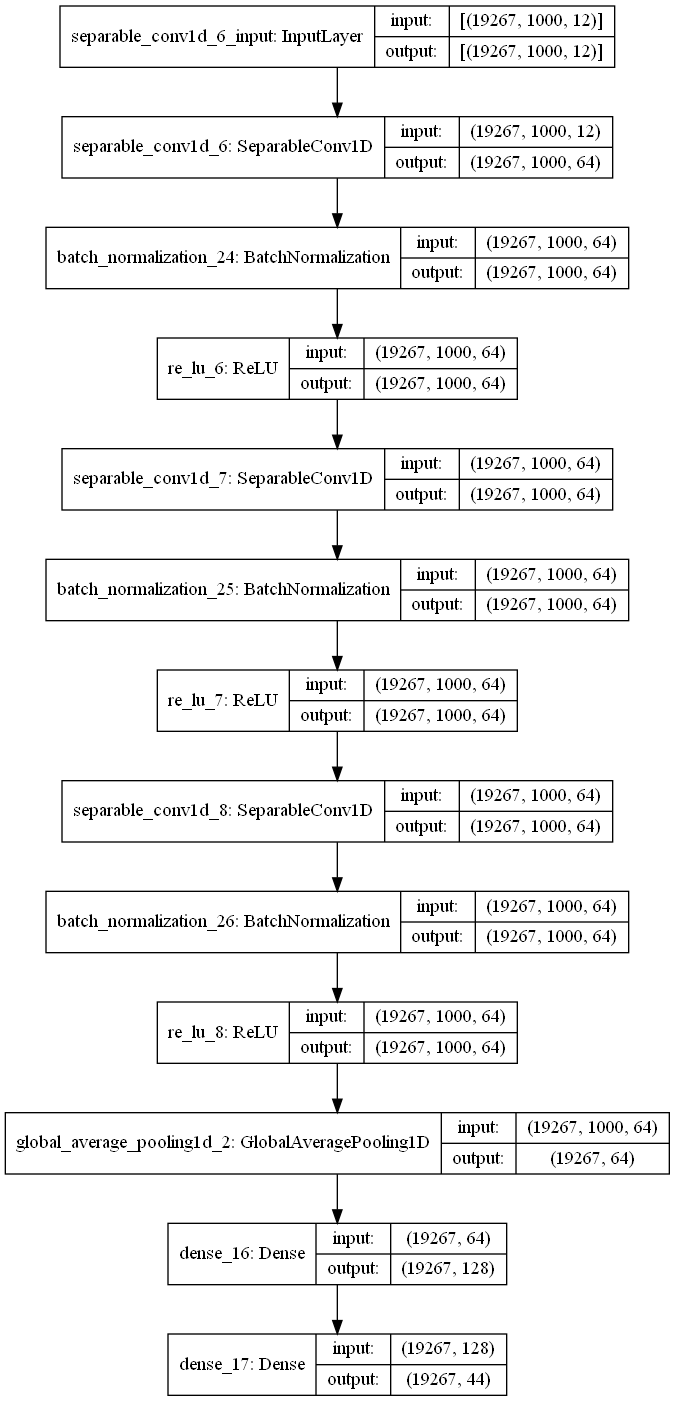 separable_conv1d_6_input: InputLayer input: [(19267, 1000, 12)]
output: [(19267, 1000, 12)]
separable_conv1d_6: SeparableConv1D input: (19267, 1000, 12)
output: (19267, 1000, 64)
batch_normalization_24: BatchNormalization input: (19267, 1000, 64)
output: (19267, 1000, 64)
re_lu_6: ReLU input: (19267, 1000, 64)
output: (19267, 1000, 64)
separable_conv1d_7: SeparableConv1D input: (19267, 1000, 64)
output: (19267, 1000, 64)
batch_normalization_25: BatchNormalization input: (19267, 1000, 64)
output: (19267, 1000, 64)
re_lu_7: ReLU input: (19267, 1000, 64)
output: (19267, 1000, 64)
separable_conv1d_8: SeparableConv1D input: (19267, 1000, 64)
output: (19267, 1000, 64)
batch_normalization_26: BatchNormalization input: (19267, 1000, 64)
output: (19267, 1000, 64)
re_lu_8: ReLU input: (19267, 1000, 64)
output: (19267, 1000, 64)
global_average_pooling1d_2: GlobalAveragePooling1D input: (19267, 1000, 64)
output: (19267, 64)
dense_16: Dense input: (19267, 64)
output: (19267, 128)
dense_17: Dense input: (19267, 128)
output: (19267, 44)